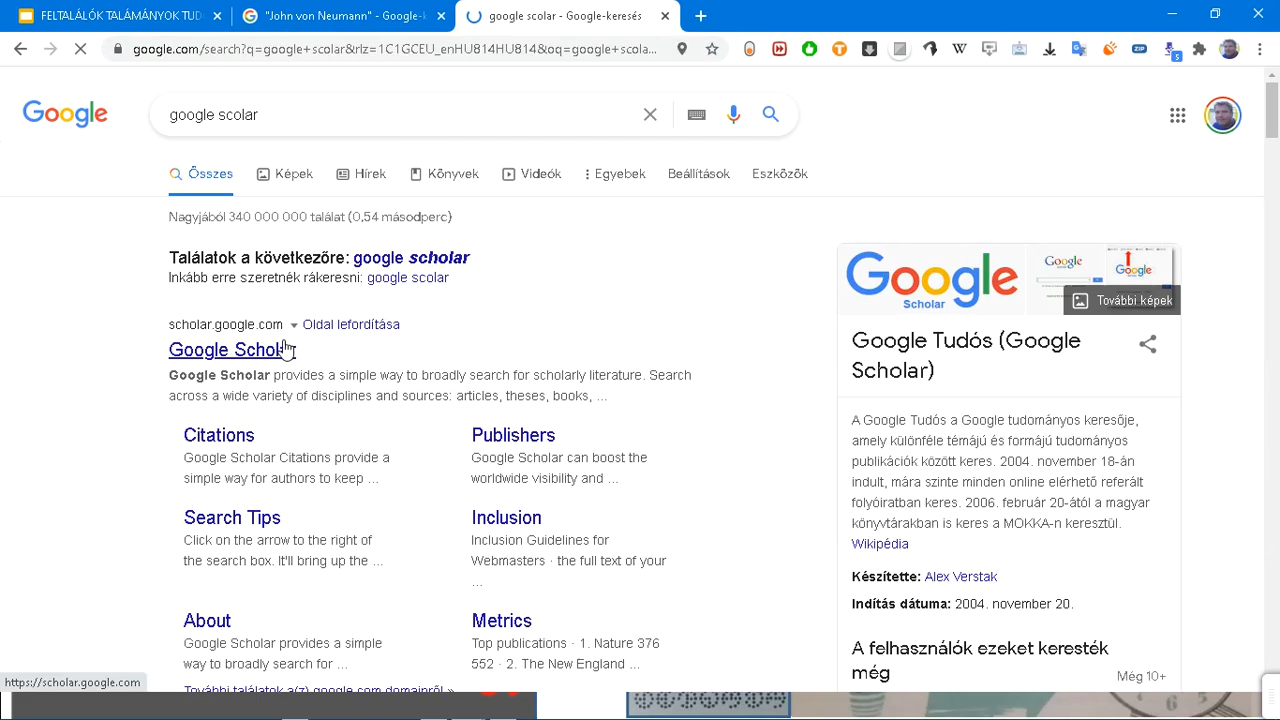 FELTALÁLÓK TALÁMÁNYOK TUD
"John von Neumann" - Google-k
google scolar - Google-keresés
google.com/search?q=google+scolar&rlz=1C1GCEU_enHU814HU814&oq=google+scola...
Google
google scolar
Összes
Képek
Hírek
Könyvek
Videók
Egyebek
Beállítások
Eszközök
Nagyjából 340 000 000 találat (0,54 másodperc)
Találatok a következőre: google scholar
Inkább erre szeretnék rákeresni: google scolar
scholar.google.com
Oldal lefordítása
Google Scholar
Google Scholar provides a simple way to broadly search for scholarly literature. Search
across a wide variety of disciplines and sources: articles, theses, books, ...
Citations
Google Scholar Citations provide a
simple way for authors to keep ...
Publishers
Google Scholar can boost the
worldwide visibility and ...
Search Tips
Click on the arrow to the right of
the search box. It'll bring up the ...
Inclusion
Inclusion Guidelines for
Webmasters · the full text of your
...
About
Google Scholar provides a simple
way to broadly search for ...
Metrics
Top publications · 1. Nature 376
552 · 2. The New England ...
További találatok a(z) google.com domainről »
Google
Scholar
Google
Google
További képek
Google Tudós (Google
Scholar)
A Google Tudós a Google tudományos keresője,
amely különféle témájú és formájú tudományos
publikációk között keres. 2004. november 18-án
indult, mára szinte minden online elérhető referált
folyóiratban keres. 2006. február 20-ától a magyar
könyvtárakban is keres a MOKKA-n keresztül.
Wikipédia
Készítette: Alex Verstak
Indítás dátuma: 2004. november 20.
A felhasználók ezeket keresték
még
Még 10+
https://scholar.google.com